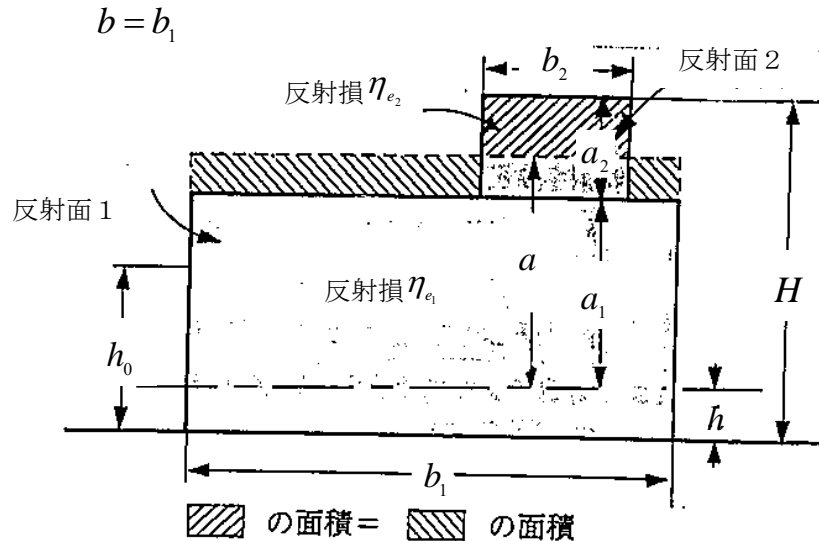 b = b₁
b₂
反射面2
反射損 η_{e₂}
a₂
反射面1
a
H
反射損 η_{e₁}
a₁
h₀
h
b₁
の面積= の面積